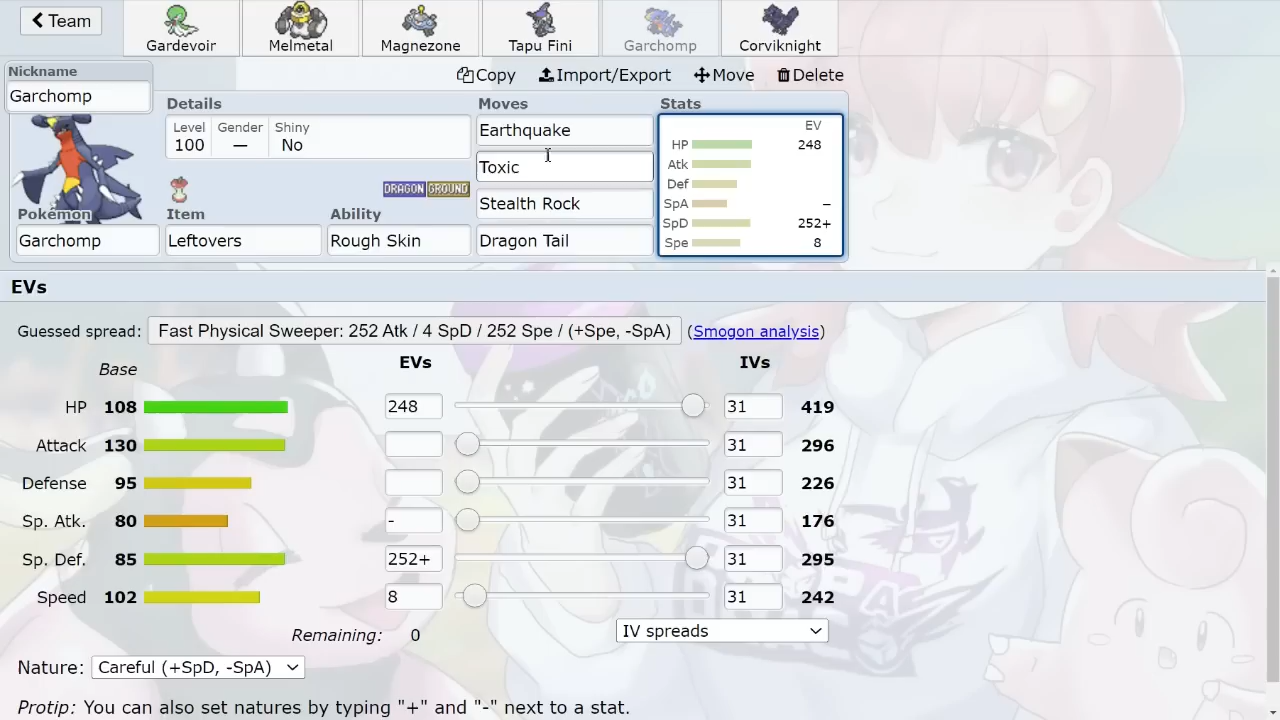 Team
Gardevoir
Melmetal
Magnezone
Tapu Fini
Garchomp
Corviknight
Nickname
Garchomp
Copy Import/Export Move Delete
Details
Level Gender Shiny
100 — No
DRAGON GROUND
Pokémon Item Ability
Garchomp Leftovers Rough Skin
Moves
Earthquake
Toxic
Stealth Rock
Dragon Tail
Stats
EV
HP 248
Atk
Def
SpA –
SpD 252+
Spe 8
EVs
Guessed spread: Fast Physical Sweeper: 252 Atk / 4 SpD / 252 Spe / (+Spe, -SpA) (Smogon analysis)
Base EVs IVs
HP 108 248 31 419
Attack 130 31 296
Defense 95 31 226
Sp. Atk. 80 - 31 176
Sp. Def. 85 252+ 31 295
Speed 102 8 31 242
Remaining: 0 IV spreads
Nature: Careful (+SpD, -SpA)
Protip: You can also set natures by typing "+" and "-" next to a stat.